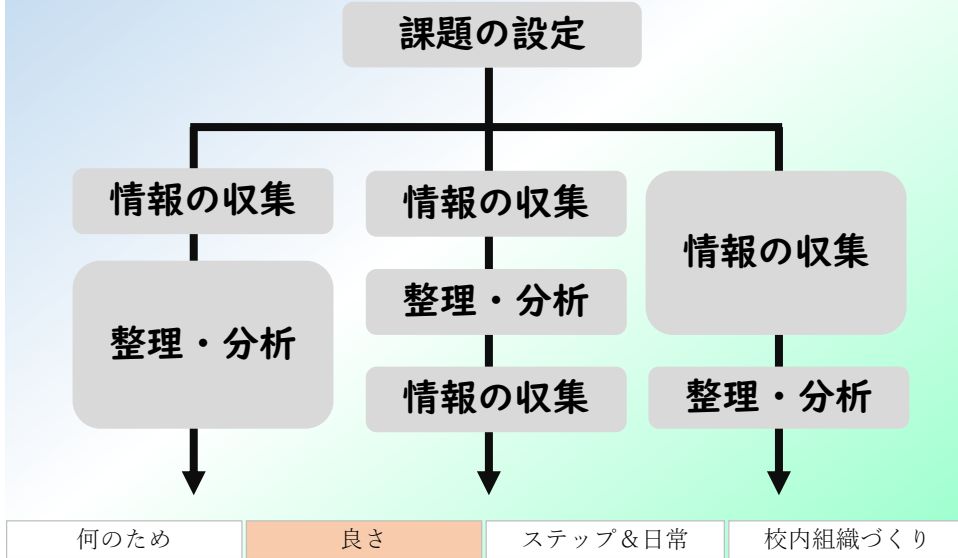 課題の設定
情報の収集
整理・分析
情報の収集
整理・分析
情報の収集
情報の収集
整理・分析
何のため
良さ
ステップ＆日常
校内組織づくり